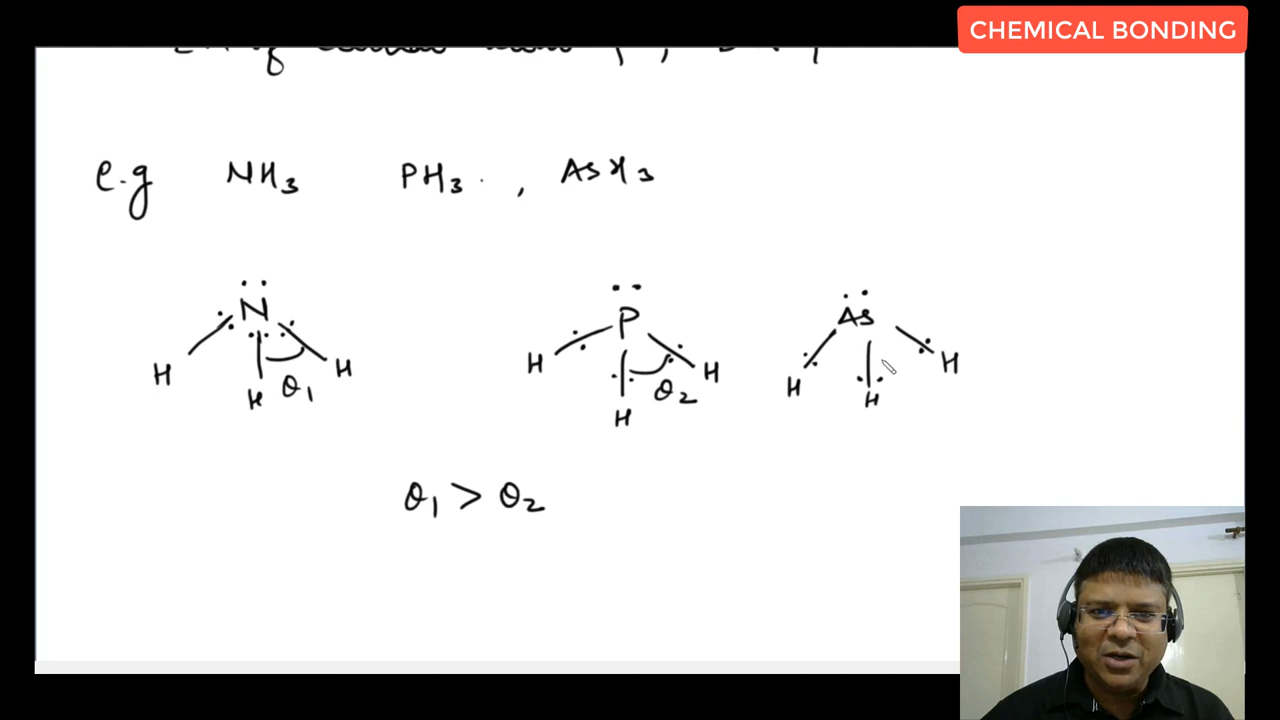 CHEMICAL BONDING
e.g NH3 PH3. , AsH3
N P As
H H H H H H
H θ1 H θ2 H
θ1 > θ2